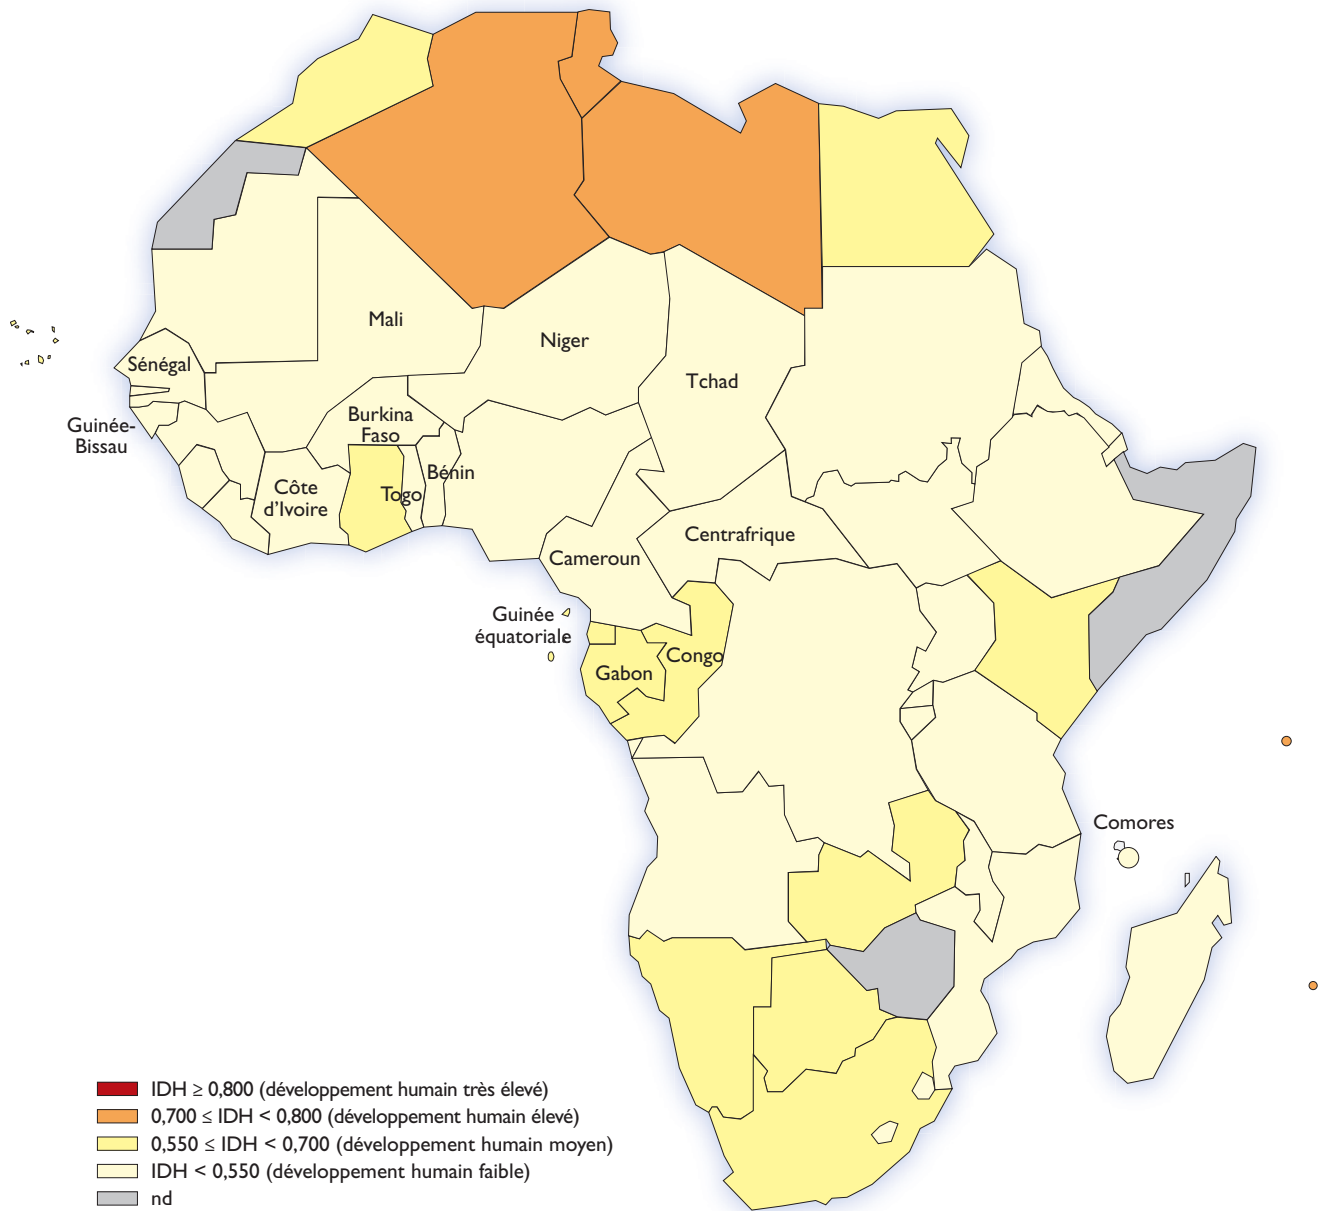 Mali
Niger
Tchad
Sénégal
Burkina
Faso
Guinée-
Bissau
Bénin
Togo
Côte
d'Ivoire
Centrafrique
Cameroun
Guinée
équatoriale
Congo
Gabon
Comores
IDH ≥ 0,800 (développement humain très élevé)
0,700 ≤ IDH < 0,800 (développement humain élevé)
0,550 ≤ IDH < 0,700 (développement humain moyen)
IDH < 0,550 (développement humain faible)
nd